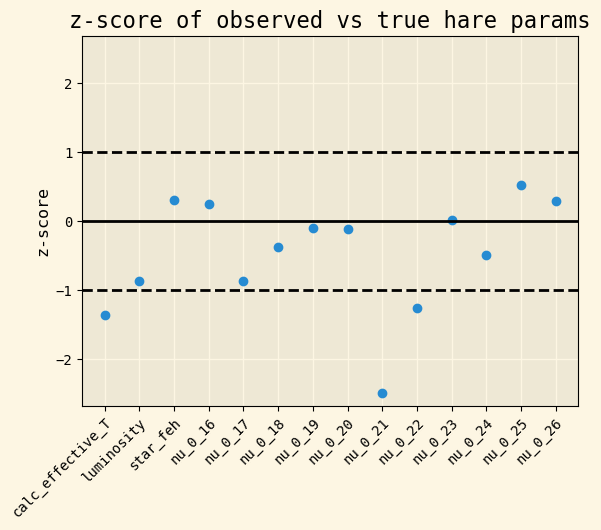 z-score of observed vs true hare params
z-score
2
1
0
−1
−2
calc_effective_T
luminosity
star_feh
nu_0_16
nu_0_17
nu_0_18
nu_0_19
nu_0_20
nu_0_21
nu_0_22
nu_0_23
nu_0_24
nu_0_25
nu_0_26